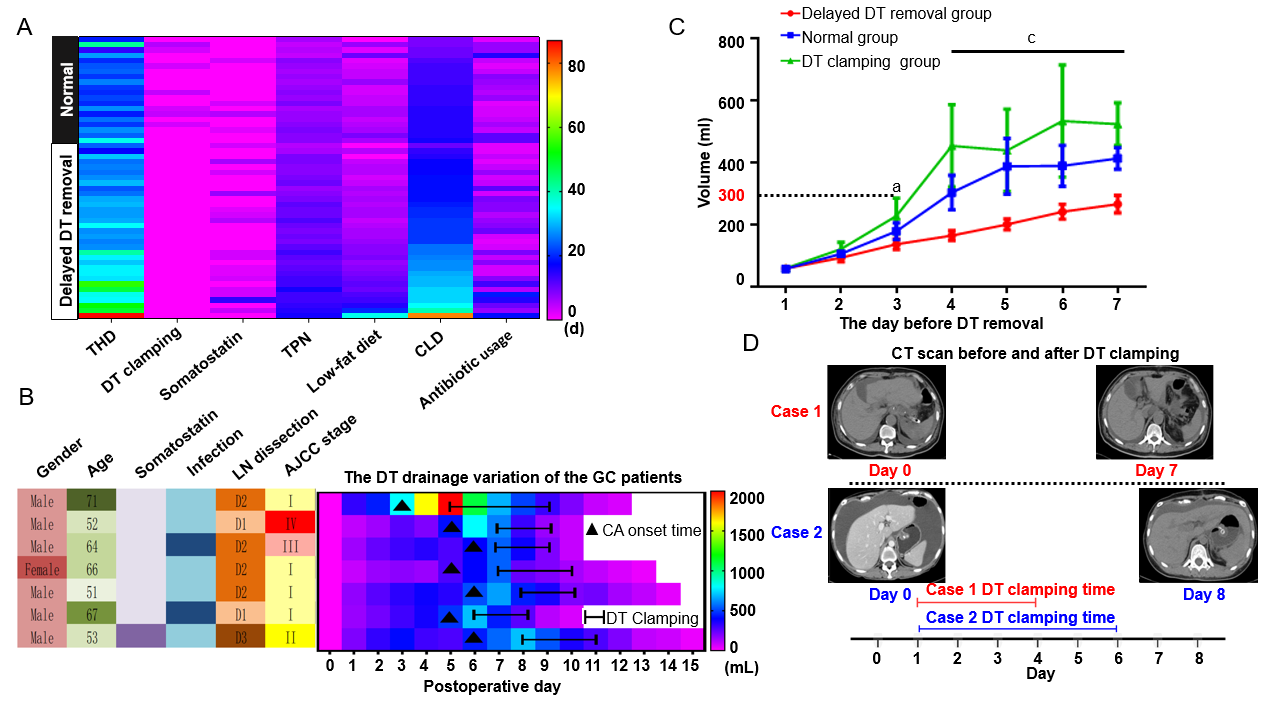 A
Normal
Delayed DT removal
80
60
40
20
0
(d)
THD
DT clamping
Somatostatin
TPN
Low-fat diet
CLD
Antibiotic usage
B
Gender
Age
Somatostatin
Infection
LN dissection
AJCC stage
Male 71 D2 I
Male 52 D1 IV
Male 64 D2 III
Female 66 D2 I
Male 51 D2 I
Male 67 D1 I
Male 53 D3 II
The DT drainage variation of the GC patients
CA onset time
DT Clamping
0 1 2 3 4 5 6 7 8 9 10 11 12 13 14 15
Postoperative day
2000
1500
1000
500
0
(mL)
C
Delayed DT removal group
Normal group
DT clamping group
Volume (ml)
800
600
400
300
200
0
a
c
1 2 3 4 5 6 7
The day before DT removal
D
CT scan before and after DT clamping
Case 1
Day 0
Day 7
Case 2
Day 0
Day 8
Case 1 DT clamping time
Case 2 DT clamping time
0 1 2 3 4 5 6 7 8
Day